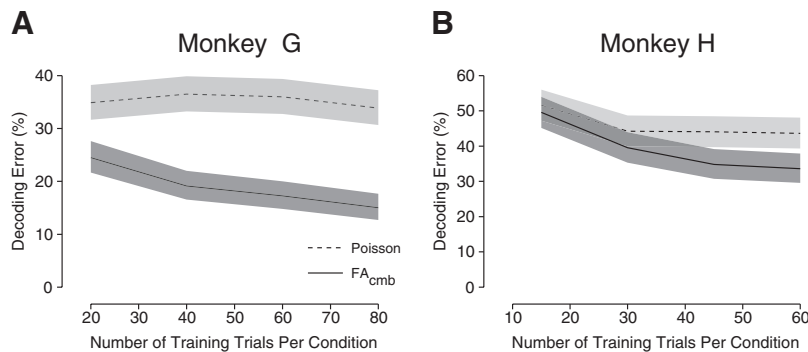 A
Monkey G
Decoding Error (%)
40
30
20
10
0
Poisson
FAcmb
20 30 40 50 60 70 80
Number of Training Trials Per Condition
B
Monkey H
Decoding Error (%)
60
50
40
30
20
10
0
10 20 30 40 50 60
Number of Training Trials Per Condition